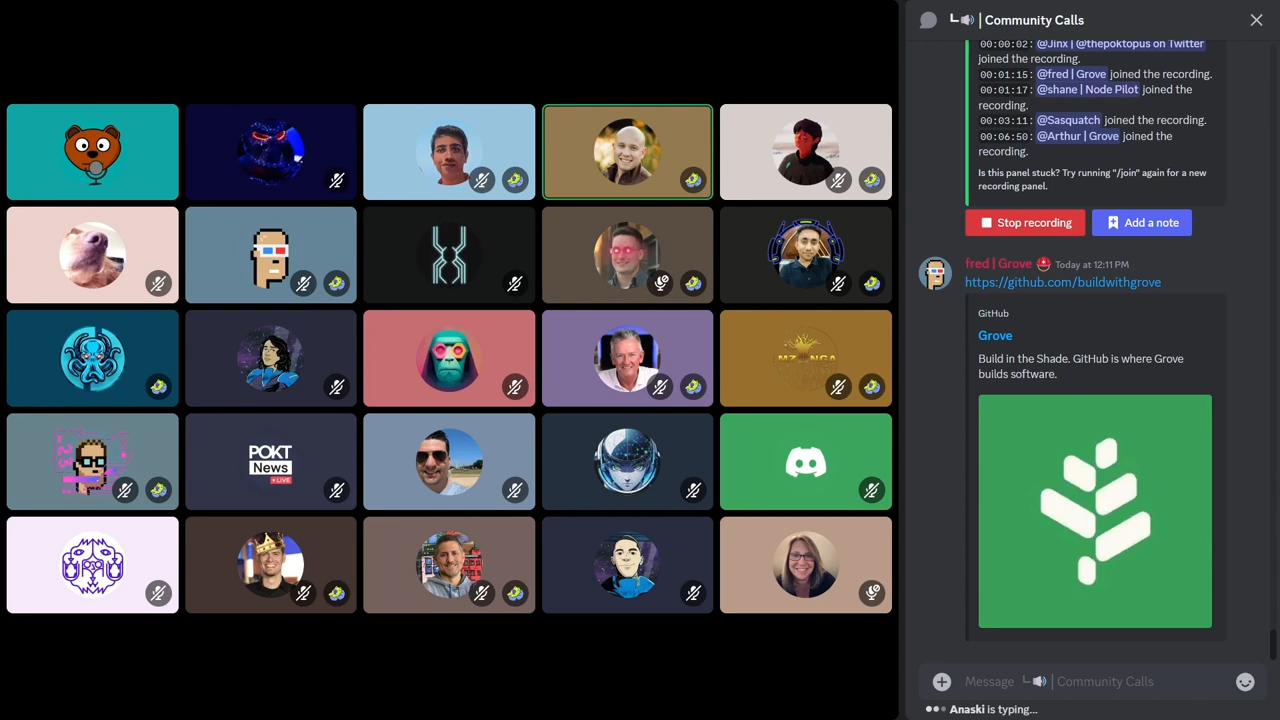 └🔊 | Community Calls
00:00:02: @Jinx | @thepoktopus on Twitter
joined the recording.
00:01:15: @fred | Grove joined the recording.
00:01:17: @shane | Node Pilot joined the
recording.
00:03:11: @Sasquatch joined the recording.
00:06:50: @Arthur | Grove joined the
recording.
Is this panel stuck? Try running "/join" again for a new
recording panel.
Stop recording
Add a note
fred | Grove Today at 12:11 PM
https://github.com/buildwithgrove
GitHub
Grove
Build in the Shade. GitHub is where Grove
builds software.
Message └🔊 | Community Calls
Anaski is typing...
MZONGA
POKT
News
LIVE